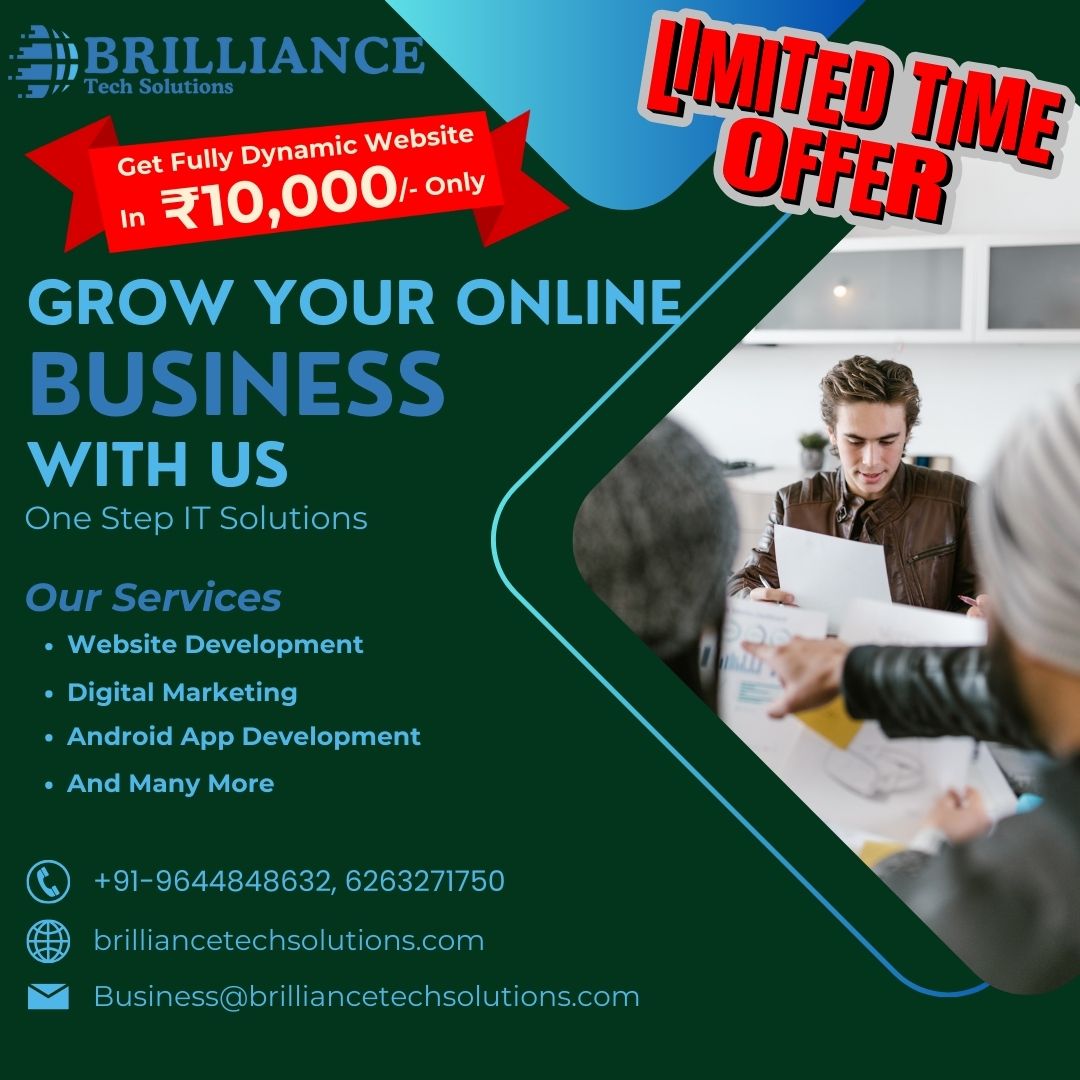 BRILLIANCE
Tech Solutions
LIMITED TIME
OFFER
Get Fully Dynamic Website
In ₹10,000/- Only
GROW YOUR ONLINE
BUSINESS
WITH US
One Step IT Solutions
Our Services
• Website Development
• Digital Marketing
• Android App Development
• And Many More
+91-9644848632, 6263271750
brilliancetechsolutions.com
Business@brilliancetechsolutions.com